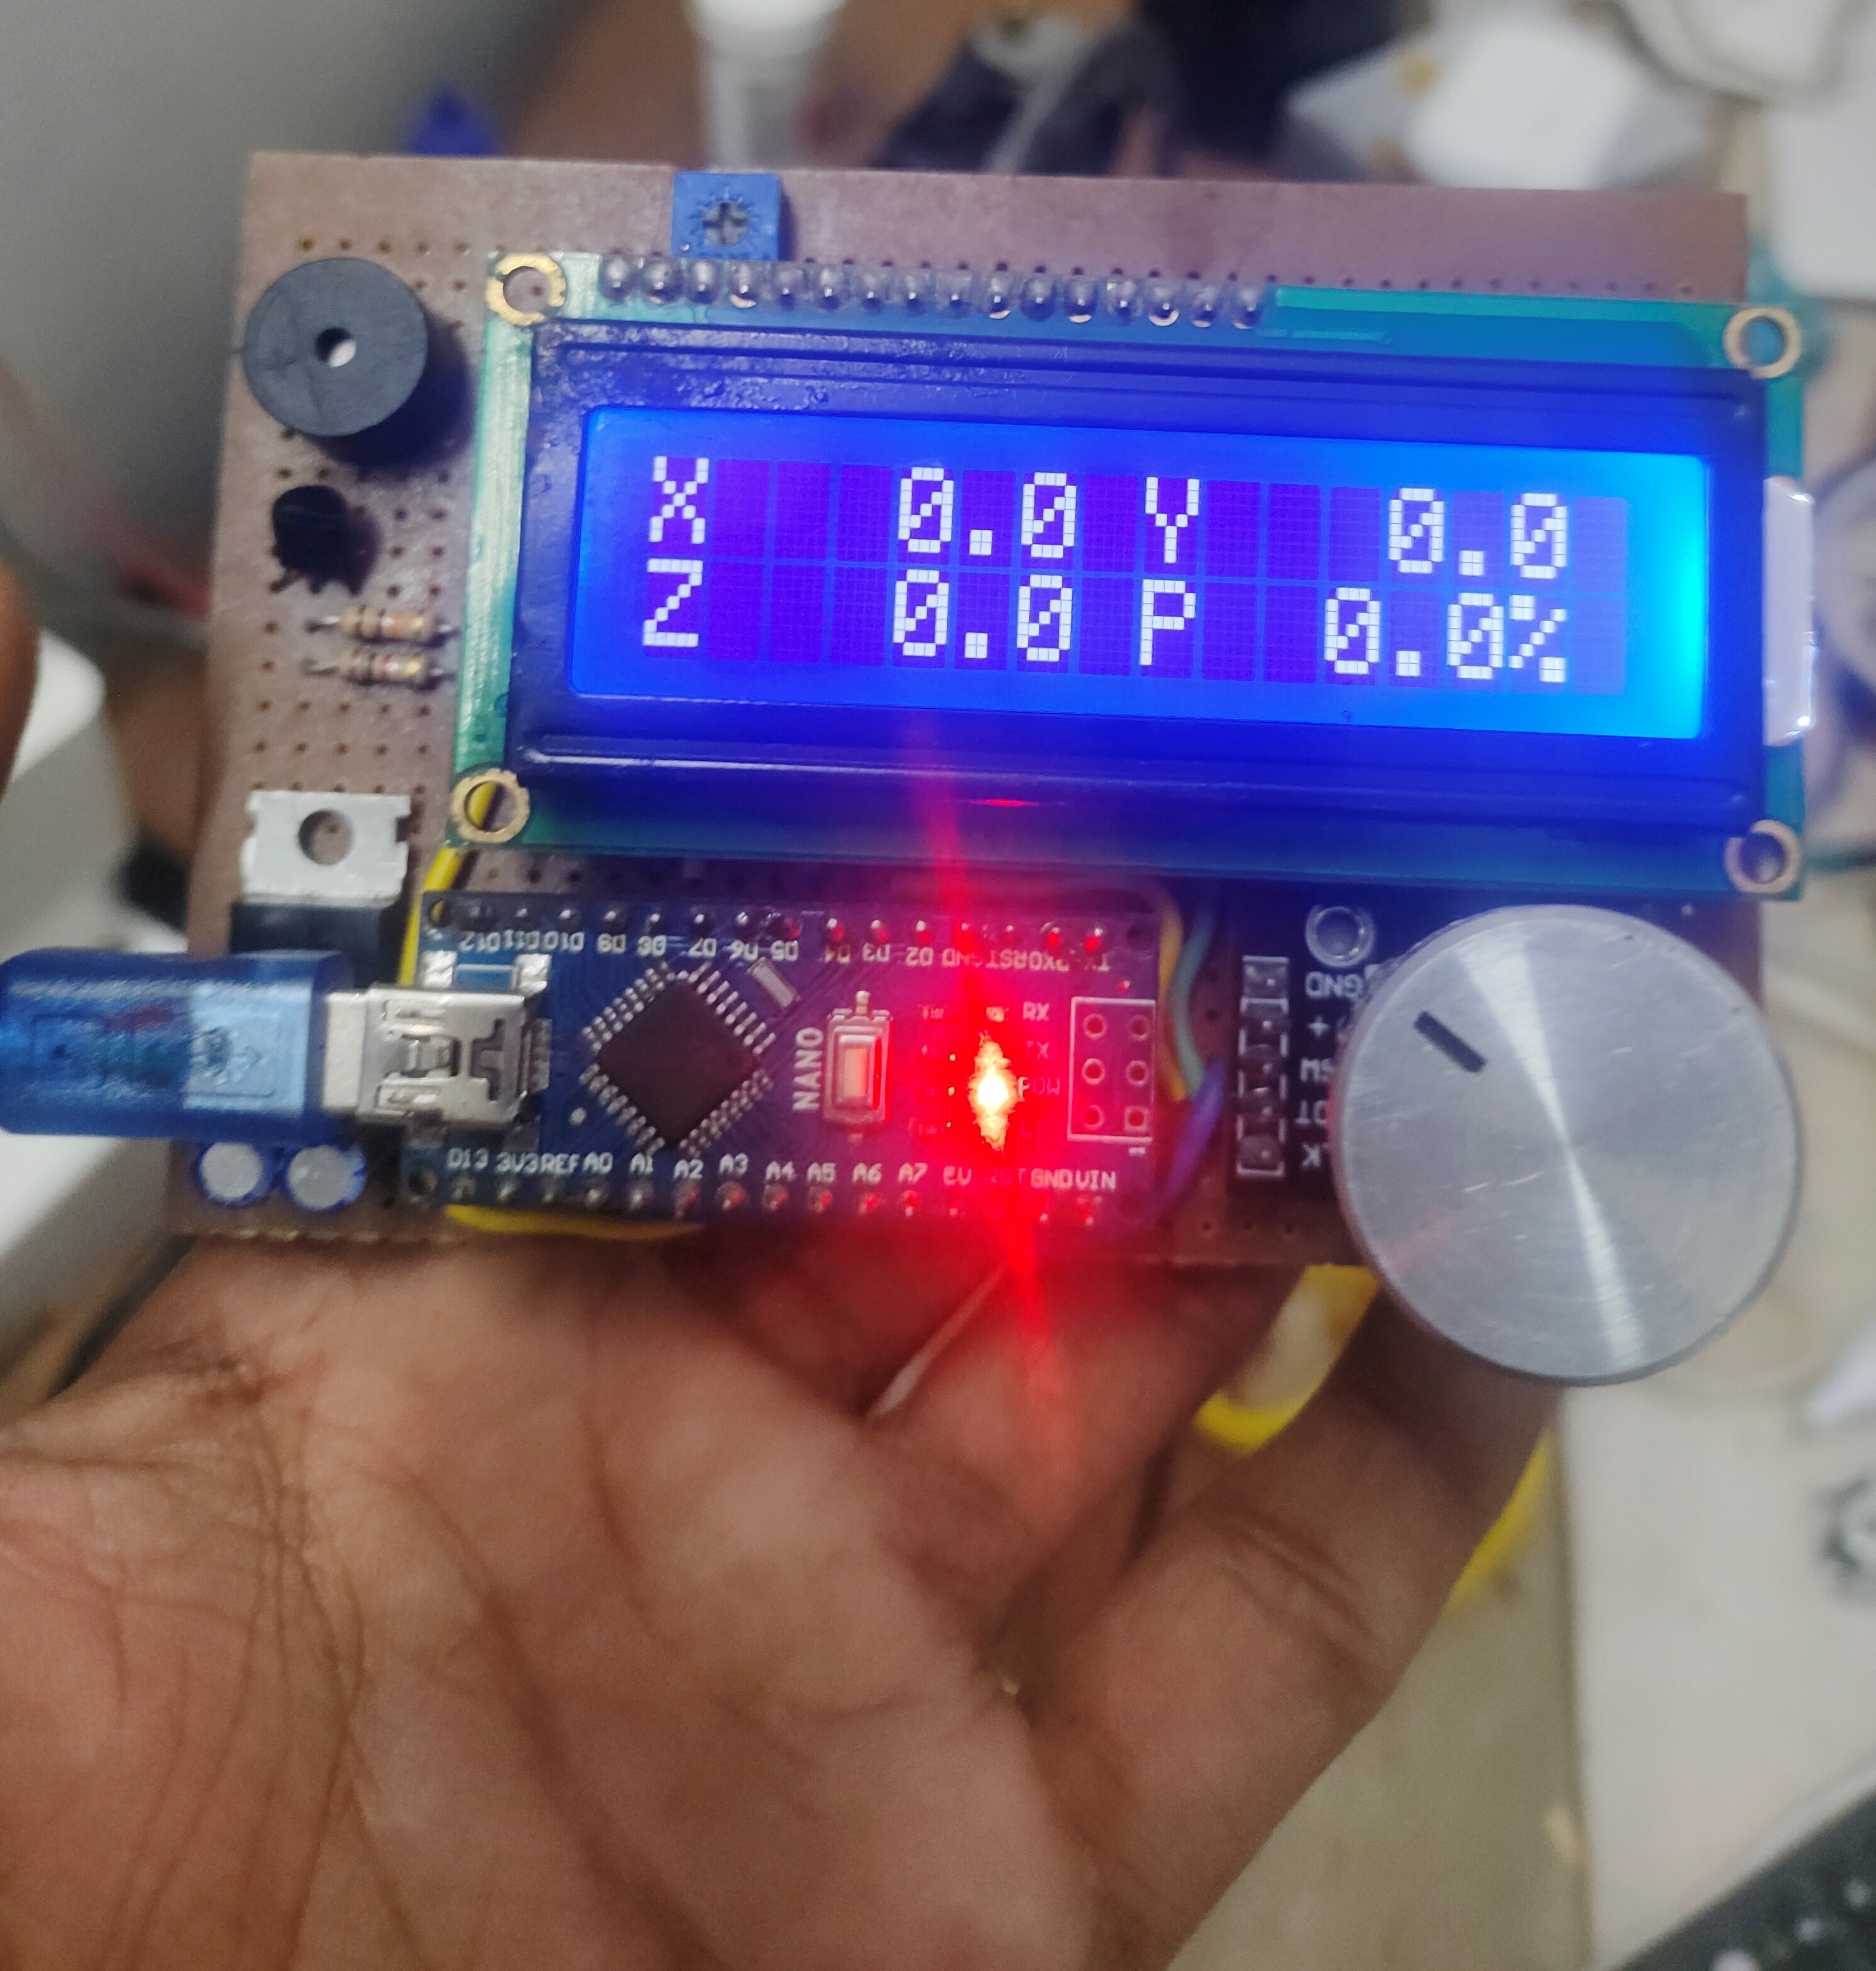 X 0.0 Y 0.0
Z 0.0 P 0.0%
D12 D11 D10 D9 D8 D7 D6 D5 D4 D3 D2 GND RST RX0 TX
RX
TX
POW
L
NANO
D13 3V3 REF A0 A1 A2 A3 A4 A5 A6 A7 5V RST GND VIN
1
GND
+
SW
DT